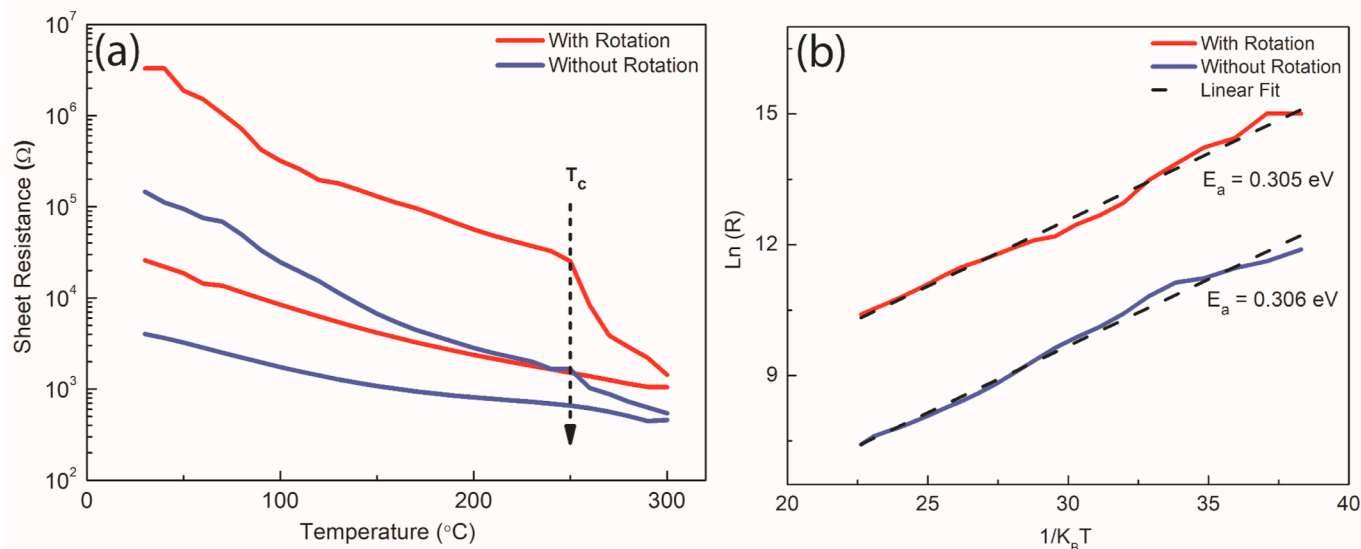 (a)
With Rotation
Without Rotation
10^7
10^6
10^5
10^4
10^3
10^2
Sheet Resistance (Ω)
T_c
0
100
200
300
Temperature (°C)
(b)
With Rotation
Without Rotation
Linear Fit
15
12
9
Ln (R)
E_a = 0.305 eV
E_a = 0.306 eV
20
25
30
35
40
1/K_BT